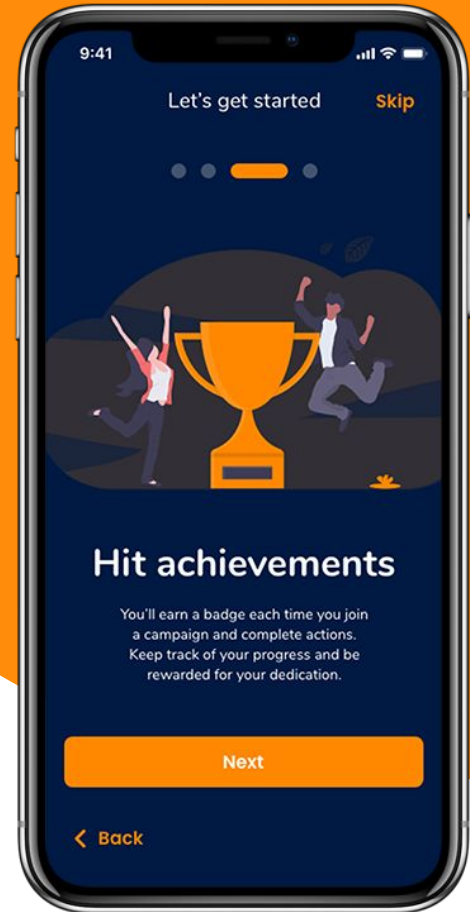 9:41
Let's get started
Skip
Hit achievements
You'll earn a badge each time you join
a campaign and complete actions.
Keep track of your progress and be
rewarded for your dedication.
Next
Back